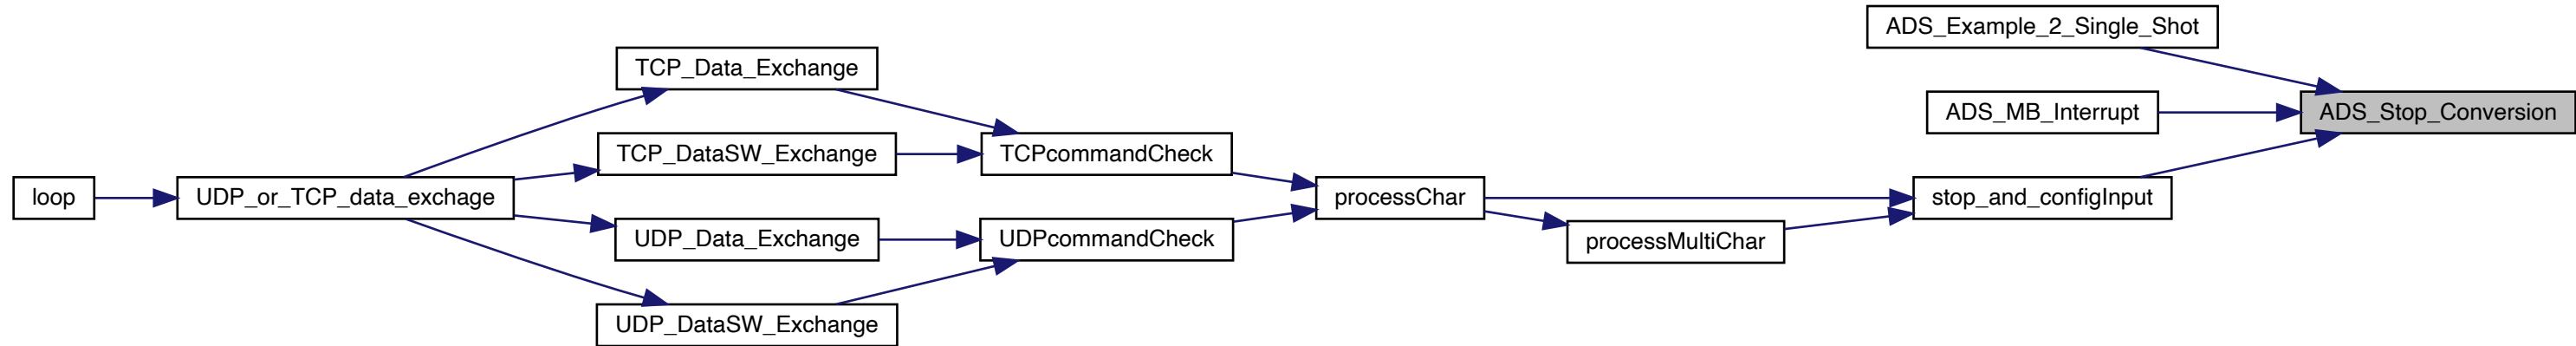 ADS_Example_2_Single_Shot
TCP_Data_Exchange
ADS_MB_Interrupt
ADS_Stop_Conversion
TCP_DataSW_Exchange
TCPcommandCheck
loop
UDP_or_TCP_data_exchage
processChar
stop_and_configInput
UDP_Data_Exchange
UDPcommandCheck
processMultiChar
UDP_DataSW_Exchange